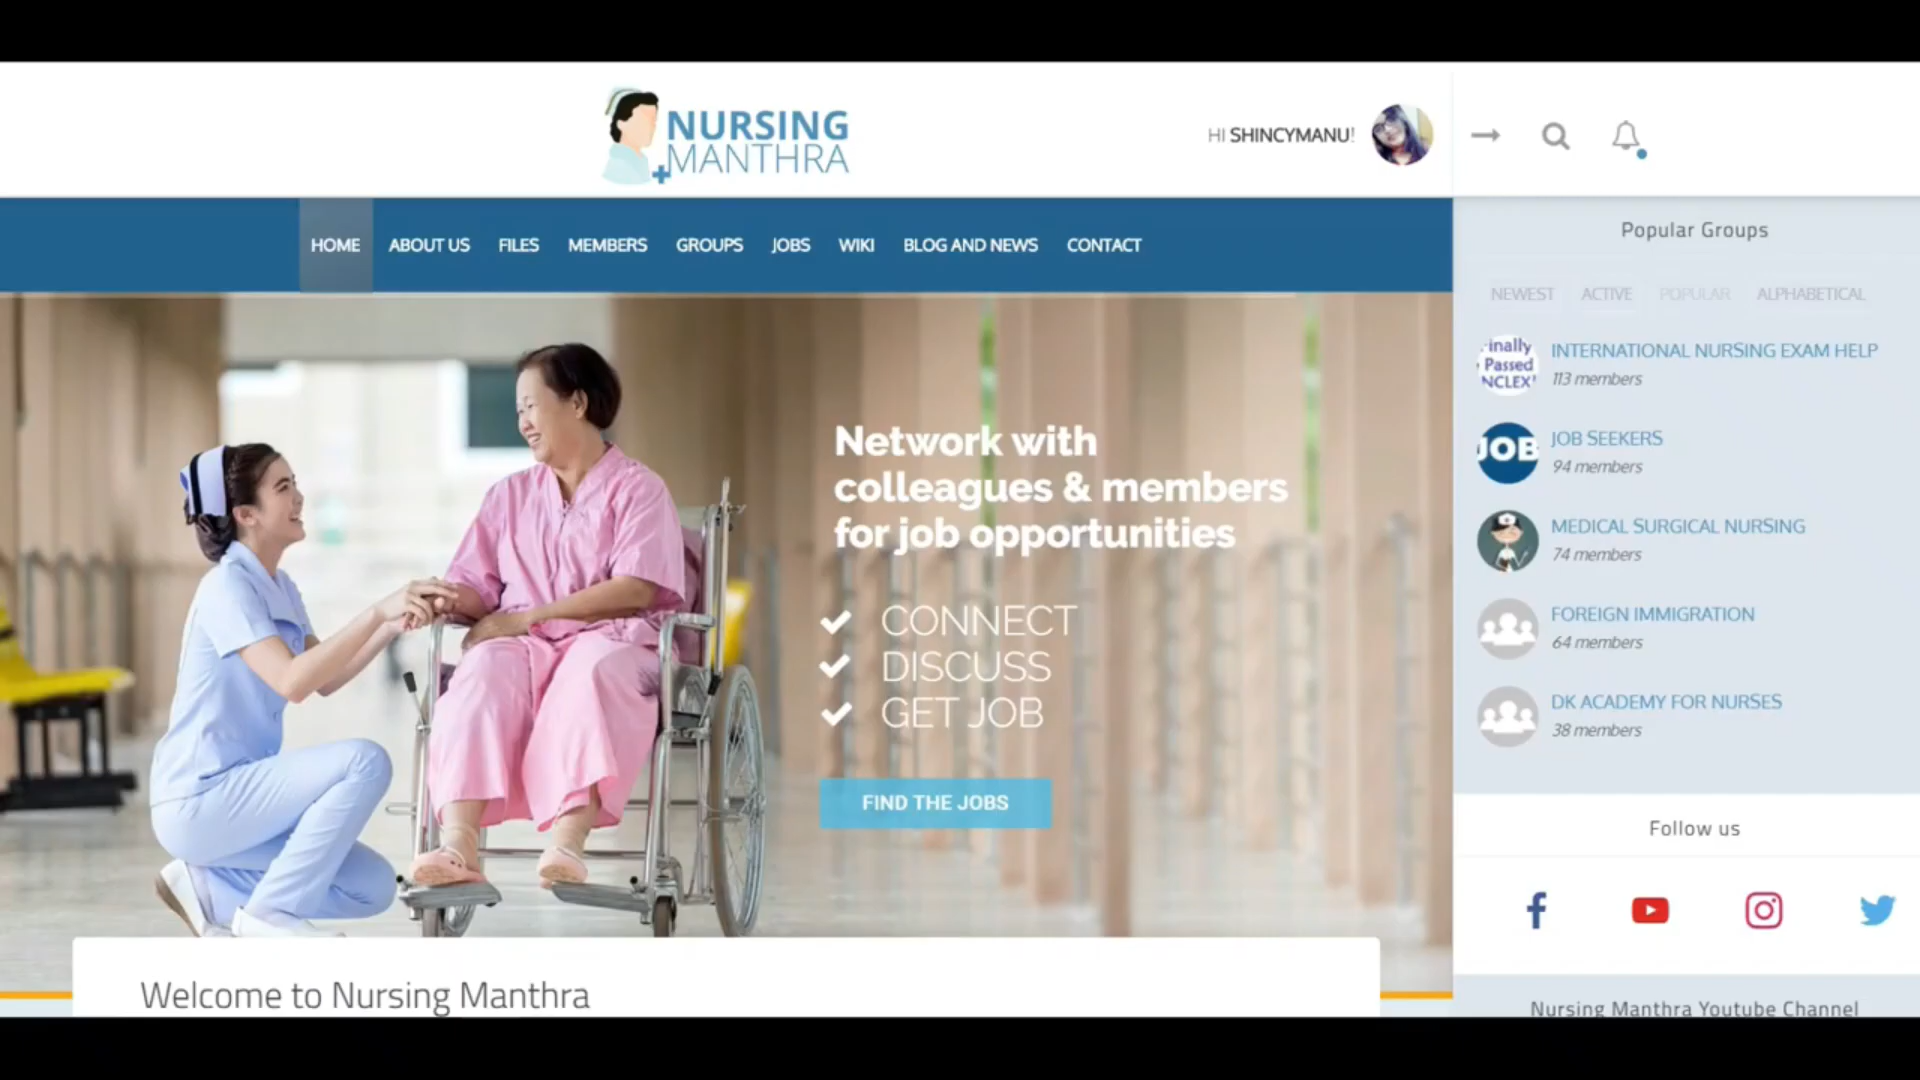 NURSING
MANTHRA
HI SHINCYMANU!
HOME ABOUT US FILES MEMBERS GROUPS JOBS WIKI BLOG AND NEWS CONTACT
Network with
colleagues & members
for job opportunities
CONNECT
DISCUSS
GET JOB
FIND THE JOBS
Welcome to Nursing Manthra
Popular Groups
NEWEST ACTIVE POPULAR ALPHABETICAL
inally
Passed
NCLEX!
INTERNATIONAL NURSING EXAM HELP
113 members
JOB
JOB SEEKERS
94 members
MEDICAL SURGICAL NURSING
74 members
FOREIGN IMMIGRATION
64 members
DK ACADEMY FOR NURSES
38 members
Follow us
Nursing Manthra Youtube Channel